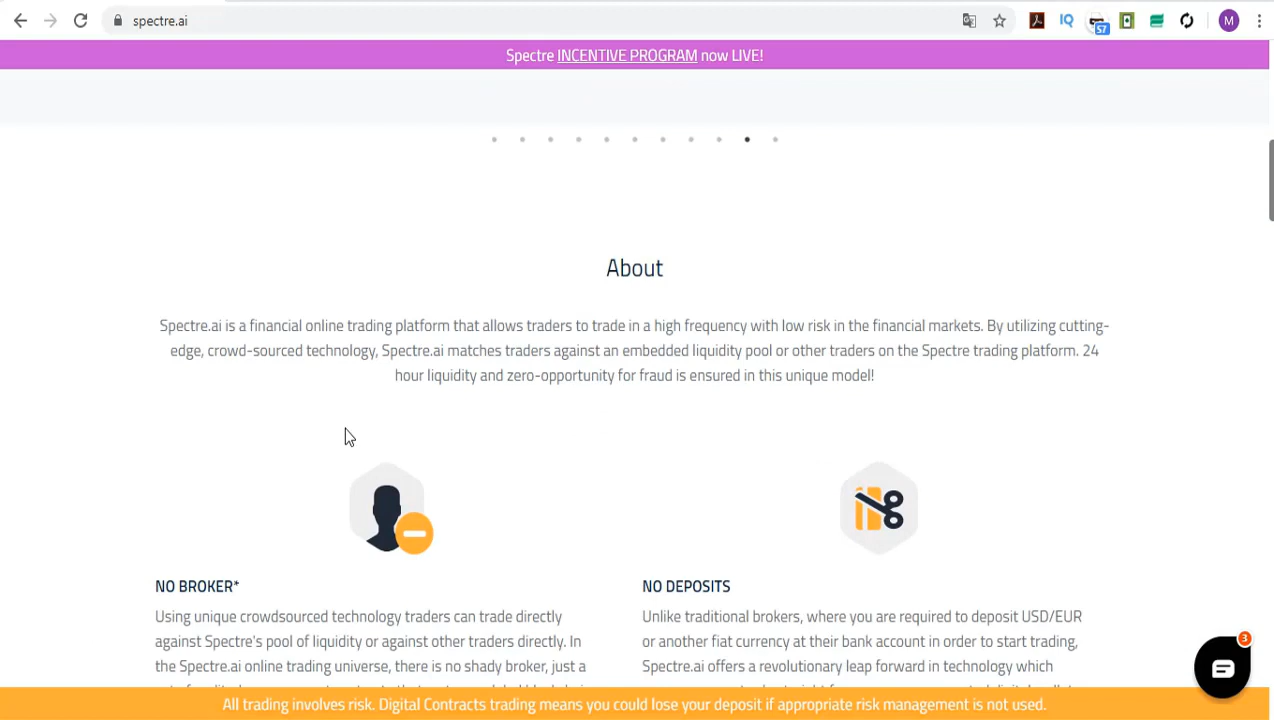 spectre.ai
57
M
Spectre INCENTIVE PROGRAM now LIVE!
About
Spectre.ai is a financial online trading platform that allows traders to trade in a high frequency with low risk in the financial markets. By utilizing cutting-
edge, crowd-sourced technology, Spectre.ai matches traders against an embedded liquidity pool or other traders on the Spectre trading platform. 24
hour liquidity and zero-opportunity for fraud is ensured in this unique model!
NO BROKER*
Using unique crowdsourced technology traders can trade directly
against Spectre's pool of liquidity or against other traders directly. In
the Spectre.ai online trading universe, there is no shady broker, just a
NO DEPOSITS
Unlike traditional brokers, where you are required to deposit USD/EUR
or another fiat currency at their bank account in order to start trading,
Spectre.ai offers a revolutionary leap forward in technology which
3
All trading involves risk. Digital Contracts trading means you could lose your deposit if appropriate risk management is not used.